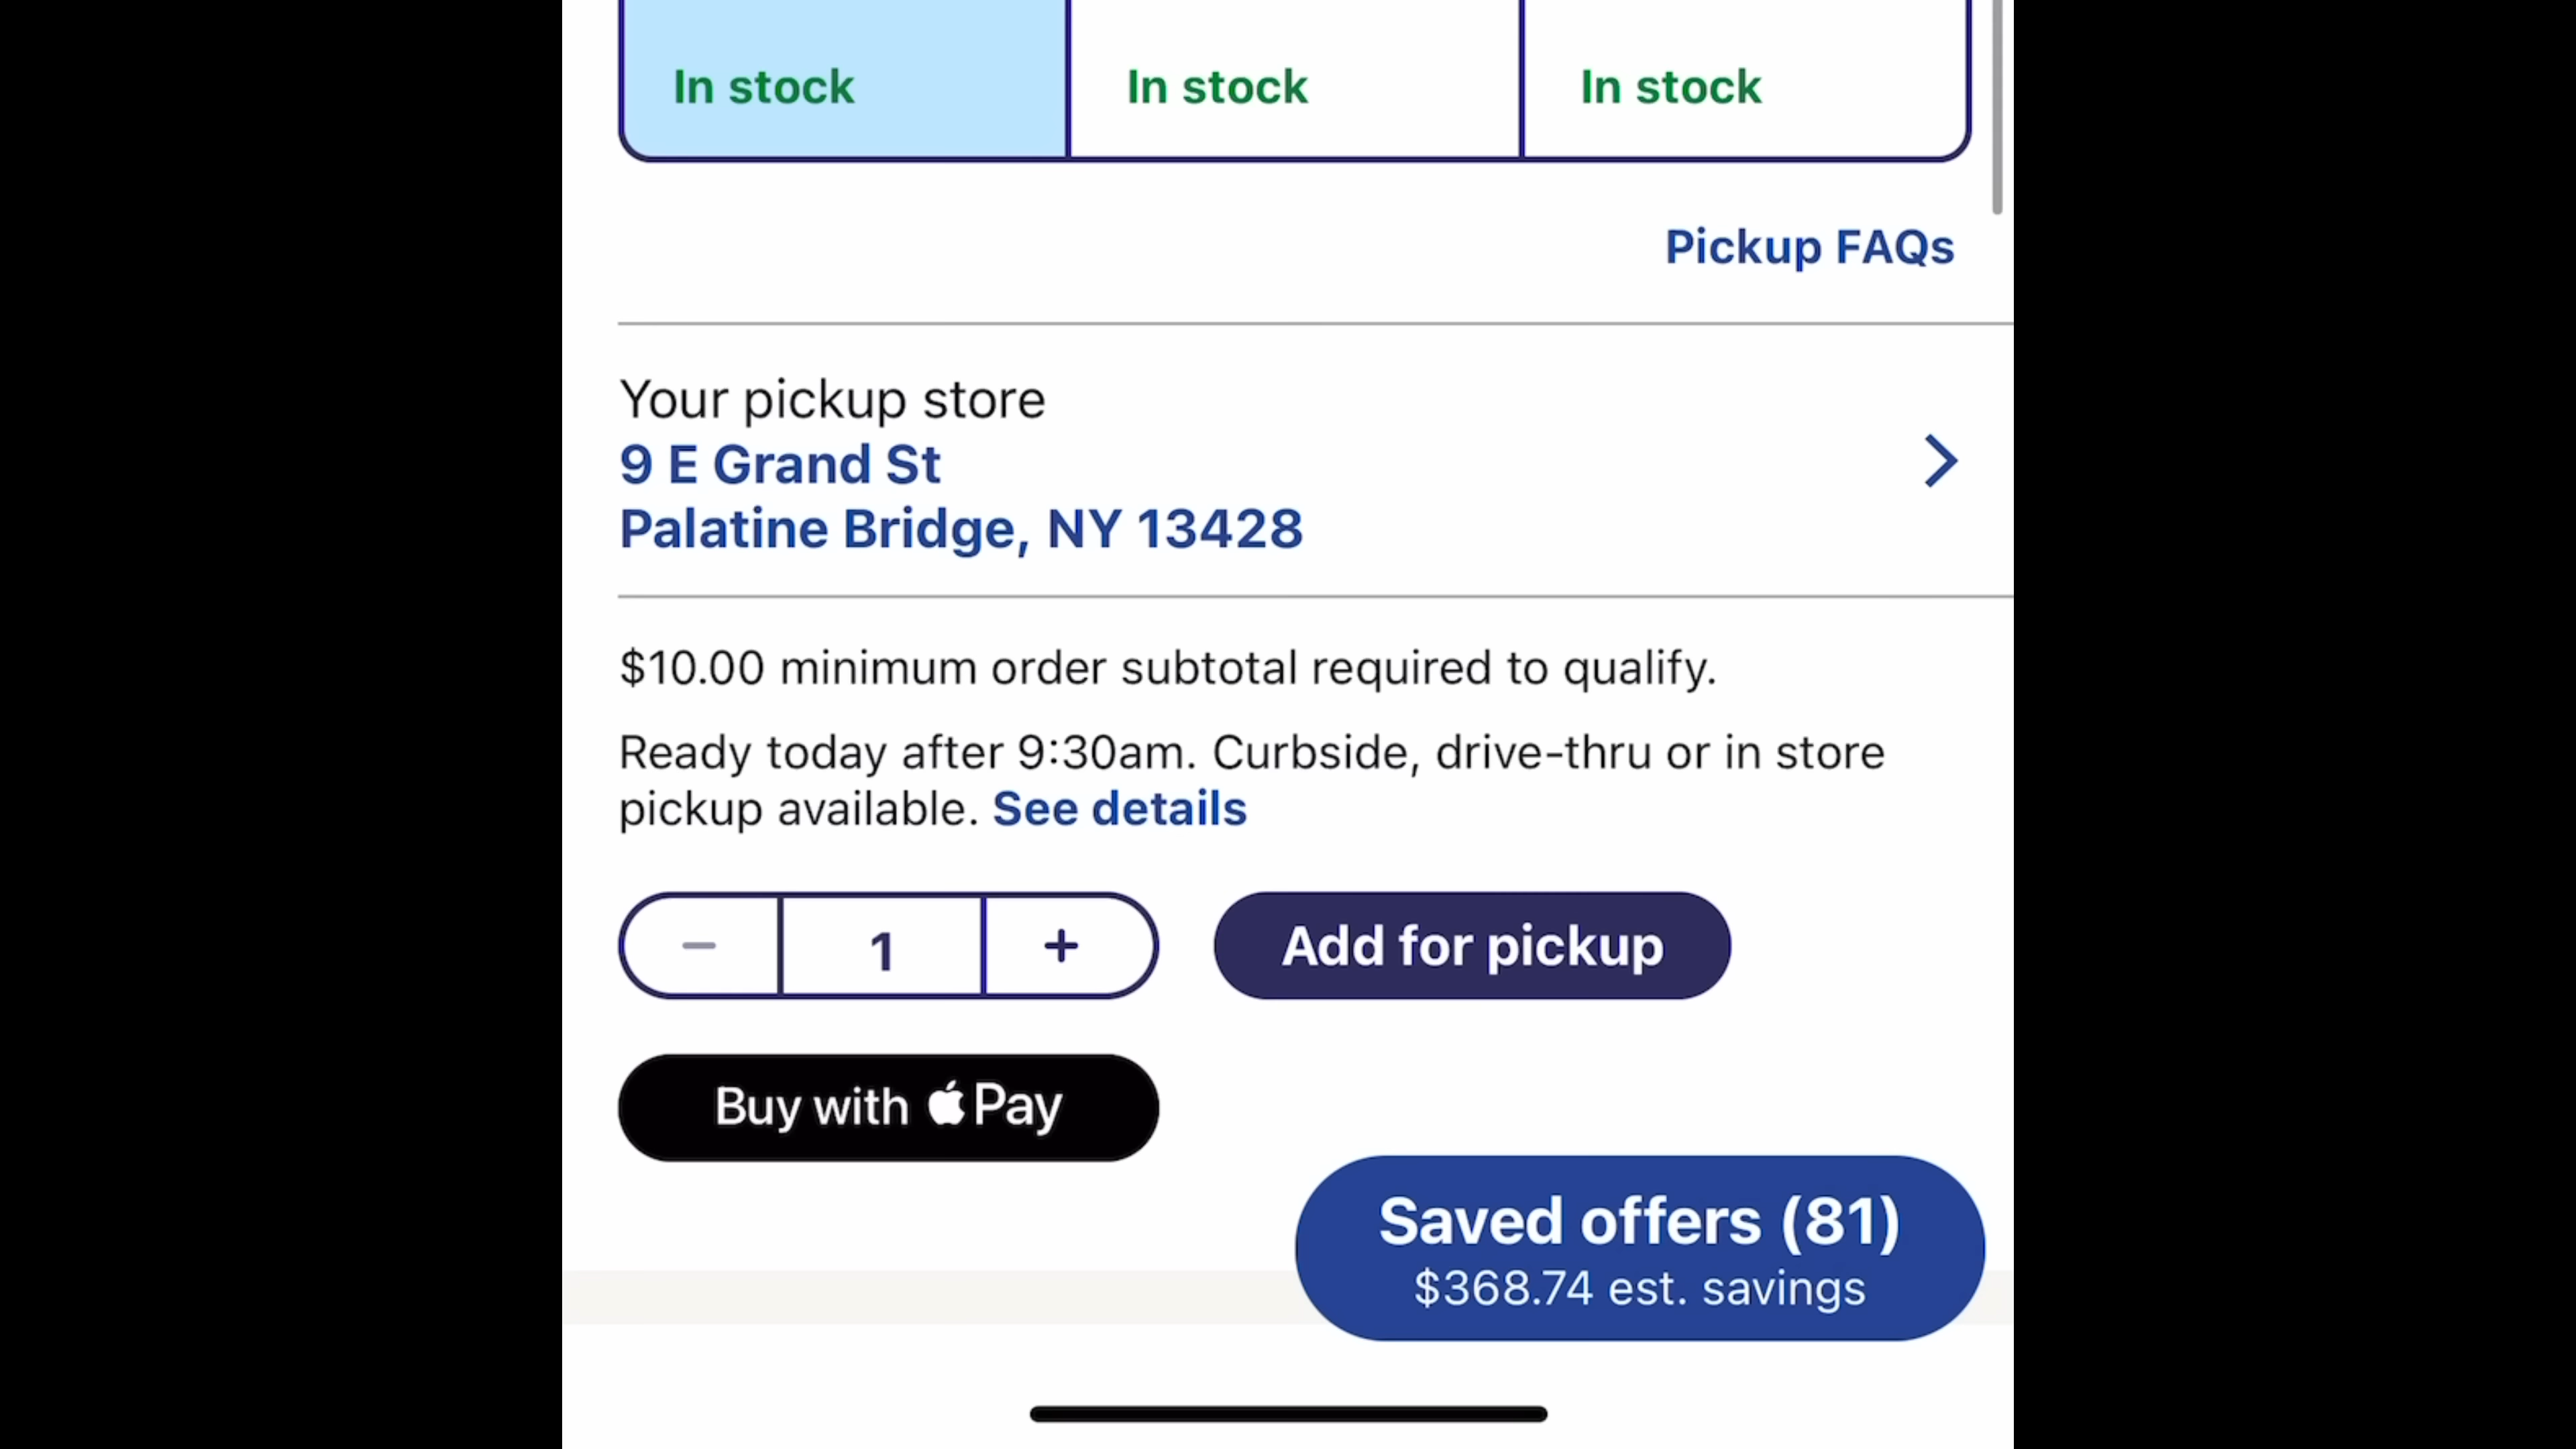 In stock In stock In stock
Pickup FAQs
Your pickup store
9 E Grand St
Palatine Bridge, NY 13428
$10.00 minimum order subtotal required to qualify.
Ready today after 9:30am. Curbside, drive-thru or in store
pickup available. See details
1 Add for pickup
Buy with Pay
Saved offers (81)
$368.74 est. savings